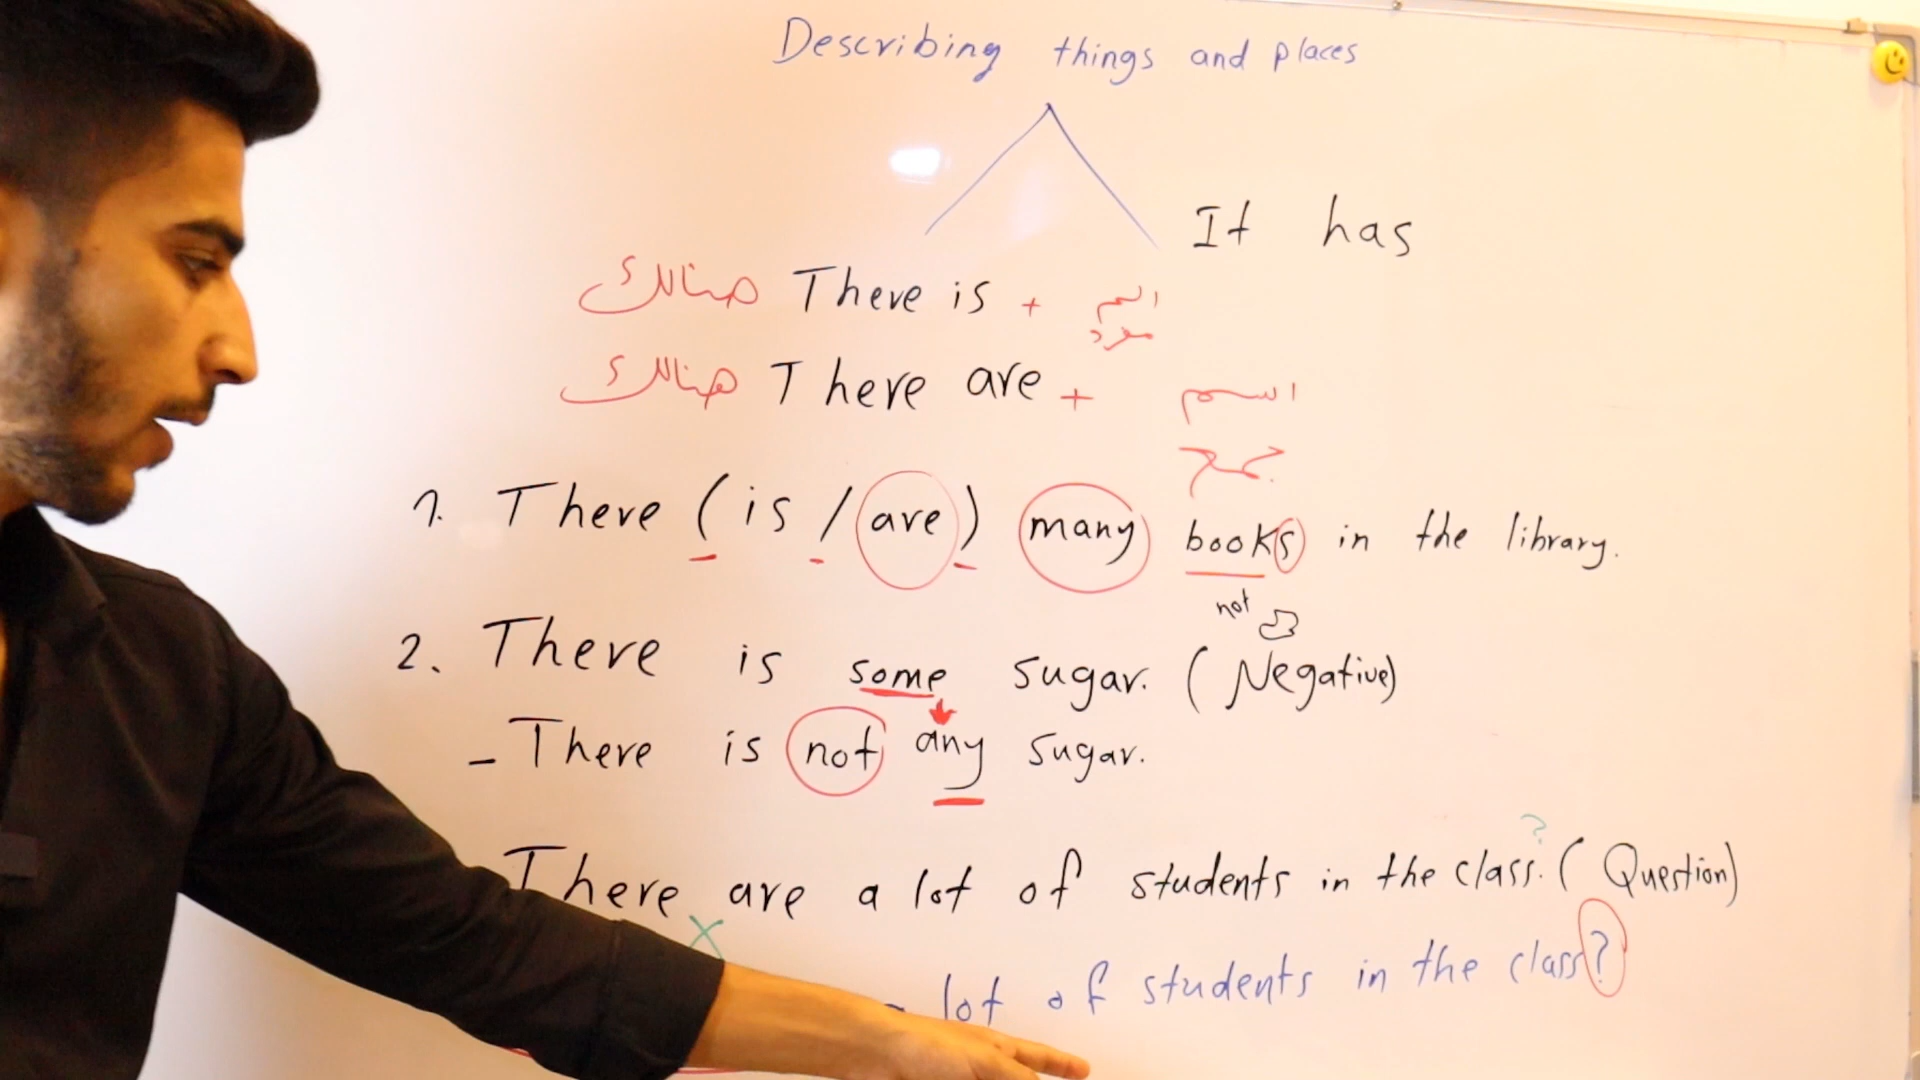 Describing things and places
It has
هنالك There is + اسم
مفرد
هنالك There are + اسم
جمع
1. There (is / are) many books in the library.
not
2. There is some sugar. (Negative)
- There is not any sugar.
There are a lot of students in the class. ? (Question)
lot of students in the class?